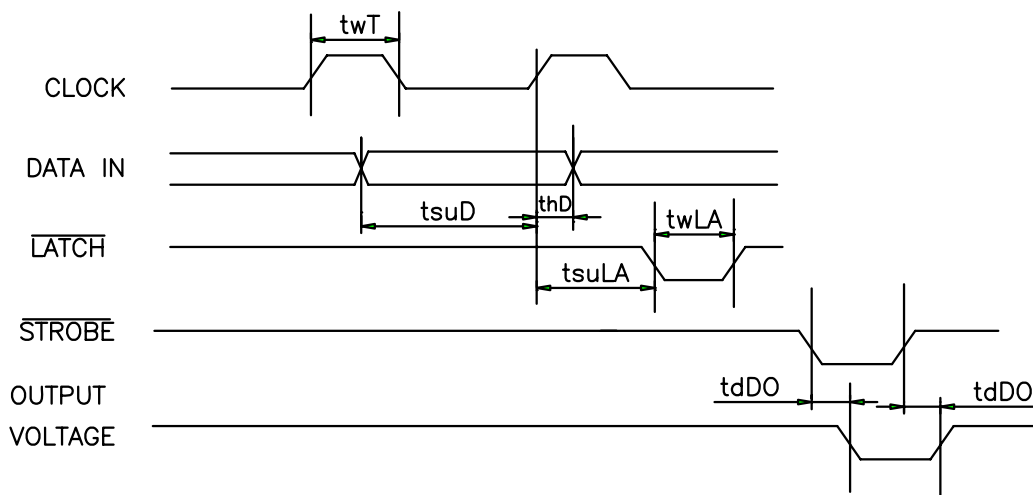 twT
CLOCK
DATA IN
tsuD
thD
twLA
LATCH
tsuLA
STROBE
OUTPUT
VOLTAGE
tdDO
tdDO